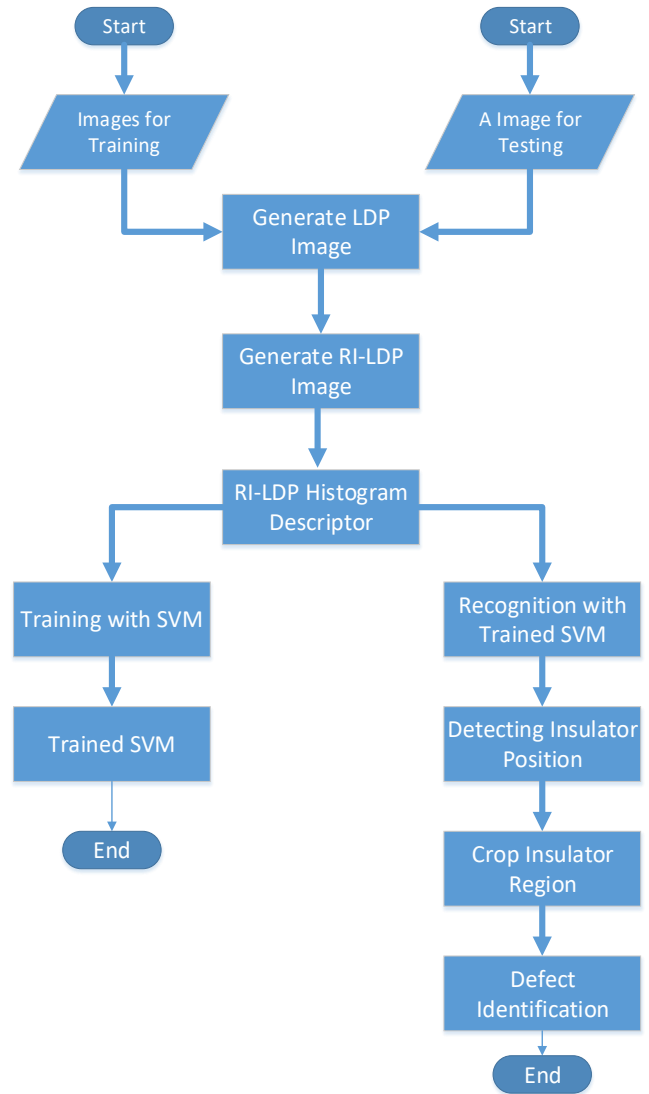 Start
Start
Images for
Training
A Image for
Testing
Generate LDP
Image
Generate RI-LDP
Image
RI-LDP Histogram
Descriptor
Training with SVM
Recognition with
Trained SVM
Trained SVM
Detecting Insulator
Position
End
Crop Insulator
Region
Defect
Identification
End